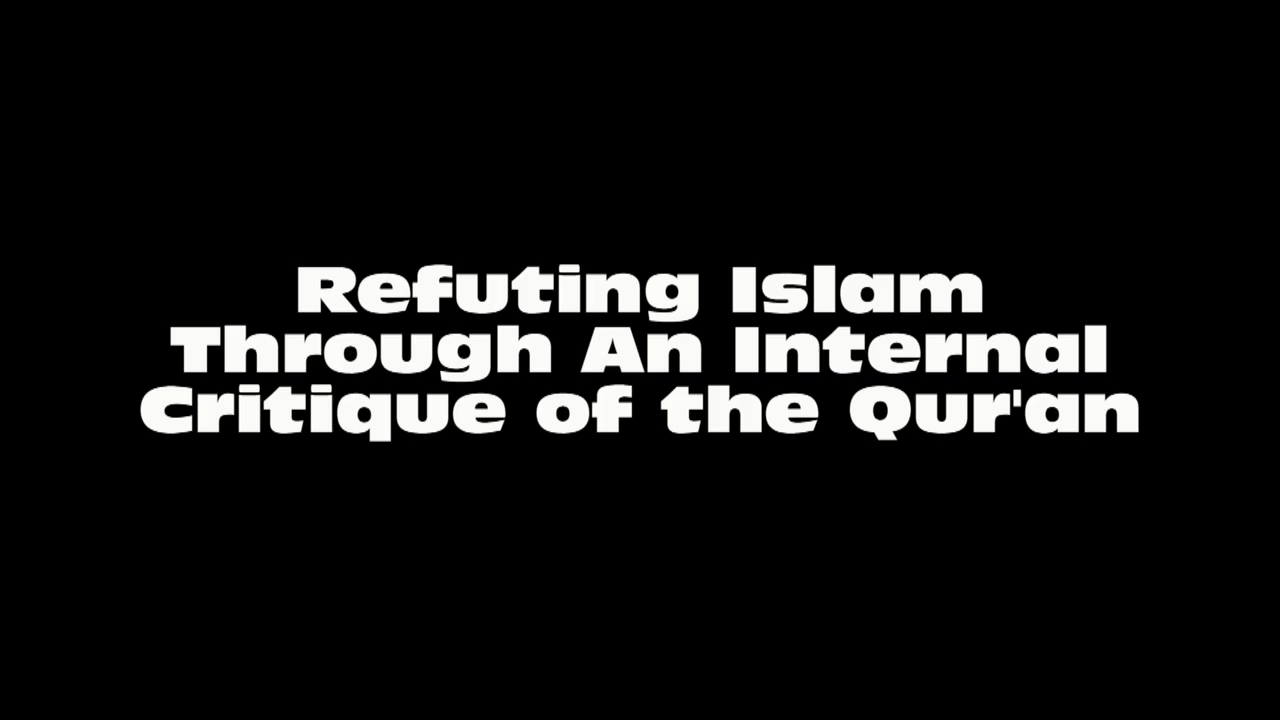 Refuting Islam
Through An Internal
Critique of the Qur'an